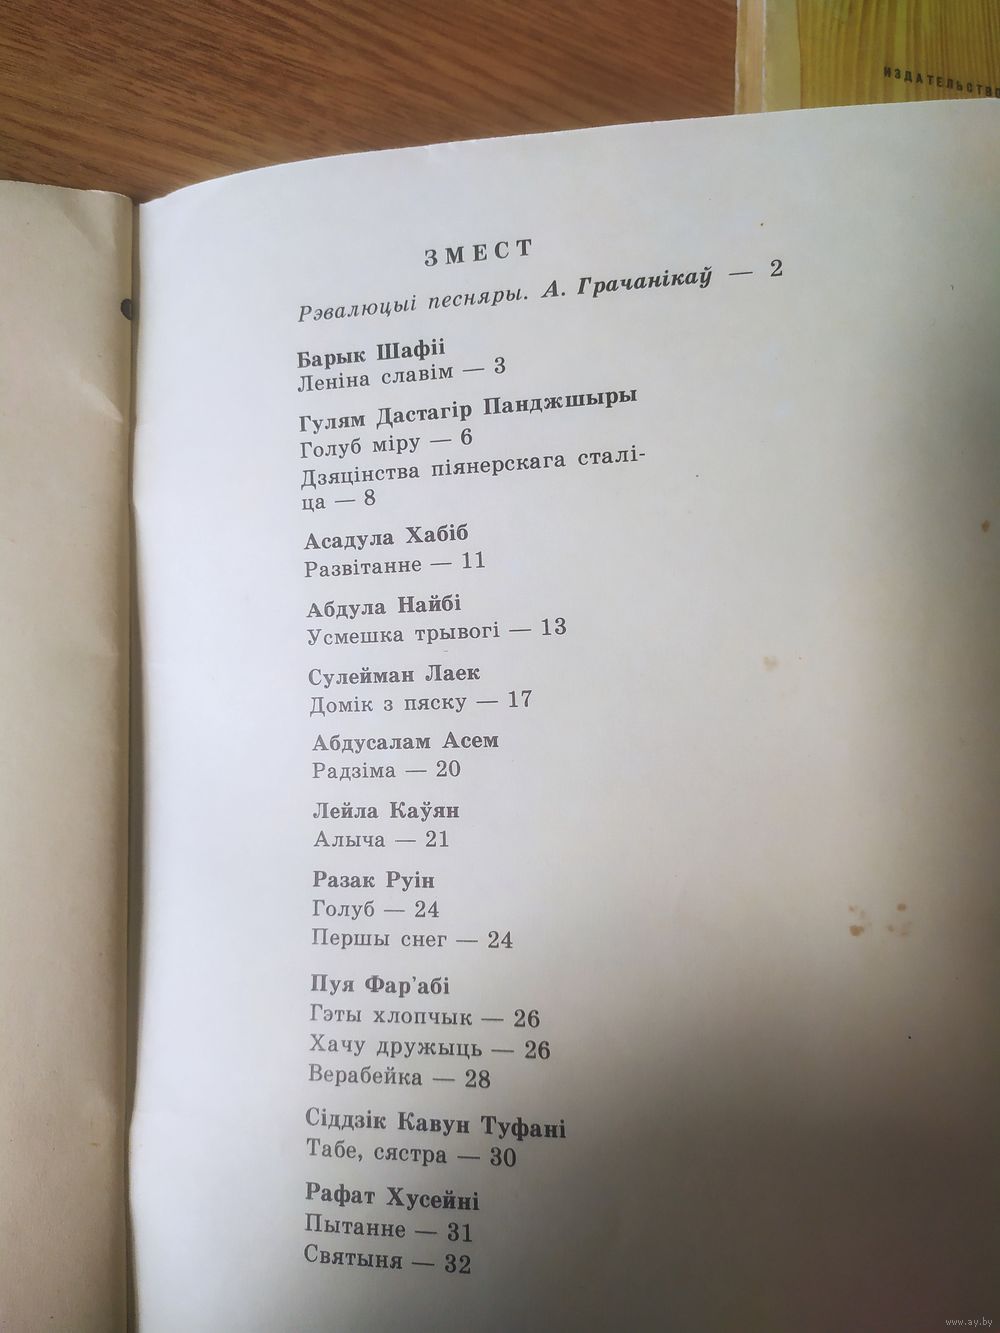 ИЗДАТЕЛЬСТВО
ЗМЕСТ
Рэвалюцыі песняры. А. Грачанікаў — 2
Барык Шафіі
Леніна славім — 3
Гулям Дастагір Панджшыры
Голуб міру — 6
Дзяцінства піянерскага сталі-
ца — 8
Асадула Хабіб
Развітанне — 11
Абдула Найбі
Усмешка трывогі — 13
Сулейман Лаек
Домік з пяску — 17
Абдусалам Асем
Радзіма — 20
Лейла Каўян
Алыча — 21
Разак Руін
Голуб — 24
Першы снег — 24
Пуя Фар'абі
Гэты хлопчык — 26
Хачу дружыць — 26
Верабейка — 28
Сіддзік Кавун Туфані
Табе, сястра — 30
Рафат Хусейні
Пытанне — 31
Святыня — 32
www.ay.by